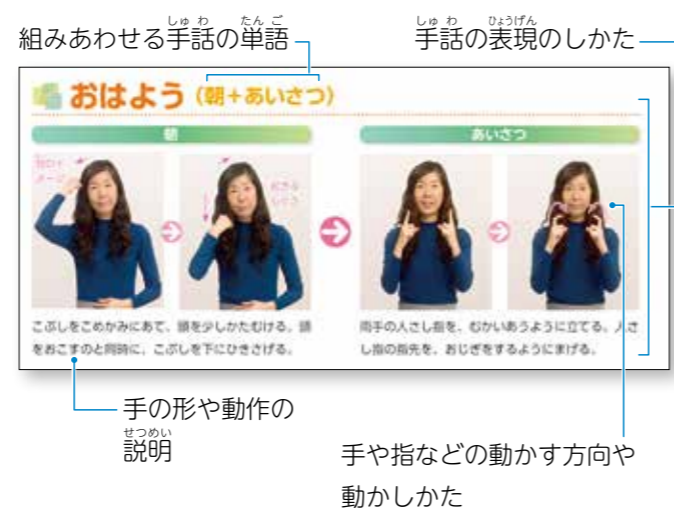 組みあわせる手話の単語
手話の表現のしかた
おはよう（朝＋あいさつ）
朝
あいさつ
こぶしをこめかみにあて、頭を少しかたむける。頭
をおこすのと同時に、こぶしを下にひきさげる。
両手の人さし指を、むかいあうように立てる。人さ
し指の指先を、おじぎをするようにまげる。
手の形や動作の
説明
手や指などの動かす方向や
動かしかた